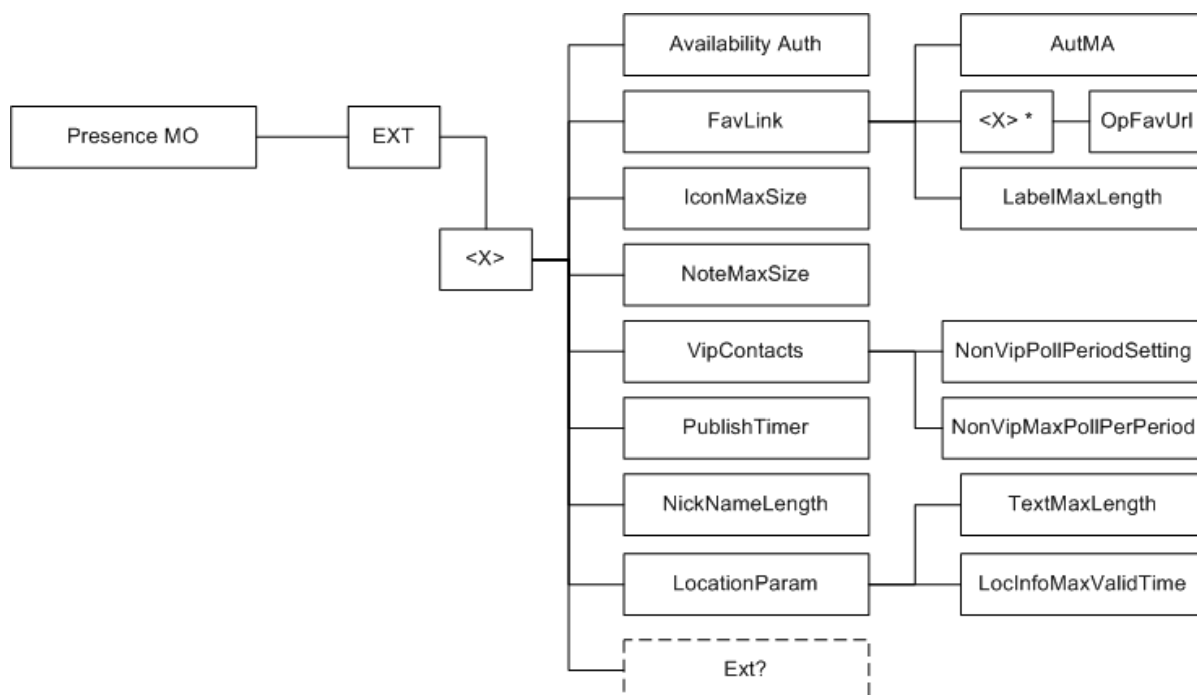 Availability Auth
AutMA
Presence MO
EXT
FavLink
<X> *
OpFavUrl
IconMaxSize
LabelMaxLength
<X>
NoteMaxSize
VipContacts
NonVipPollPeriodSetting
PublishTimer
NonVipMaxPollPerPeriod
NickNameLength
TextMaxLength
LocationParam
LocInfoMaxValidTime
Ext?